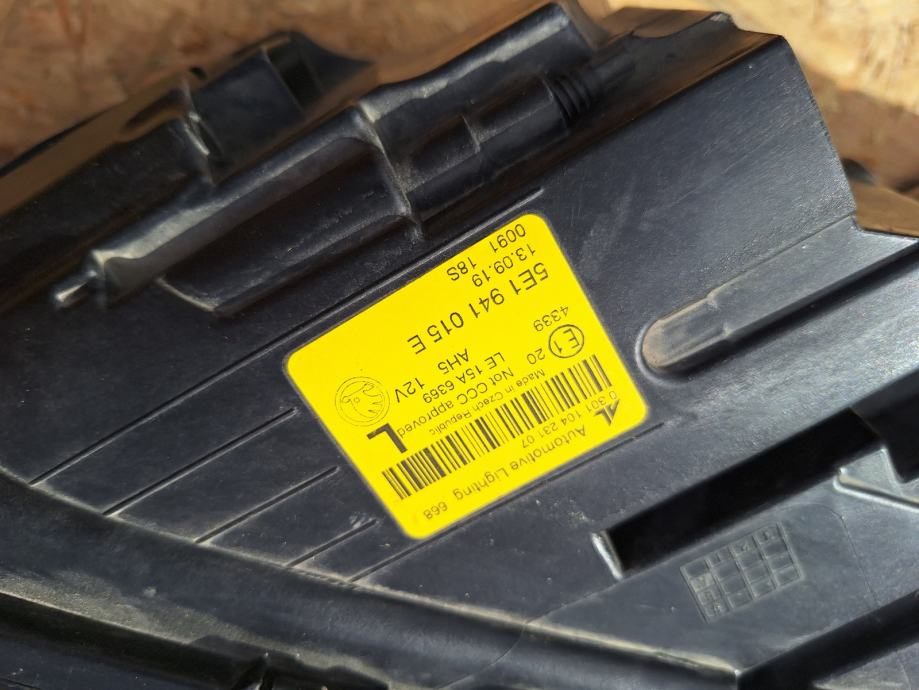 Automotive Lighting 668
0 301 104 231 07
Made in Czech Republic
L
Not CCC approved
E1 20 LE 15A 6369
4339 AH5 12V
5E1 941 015 E
13.09.19 18S
0091